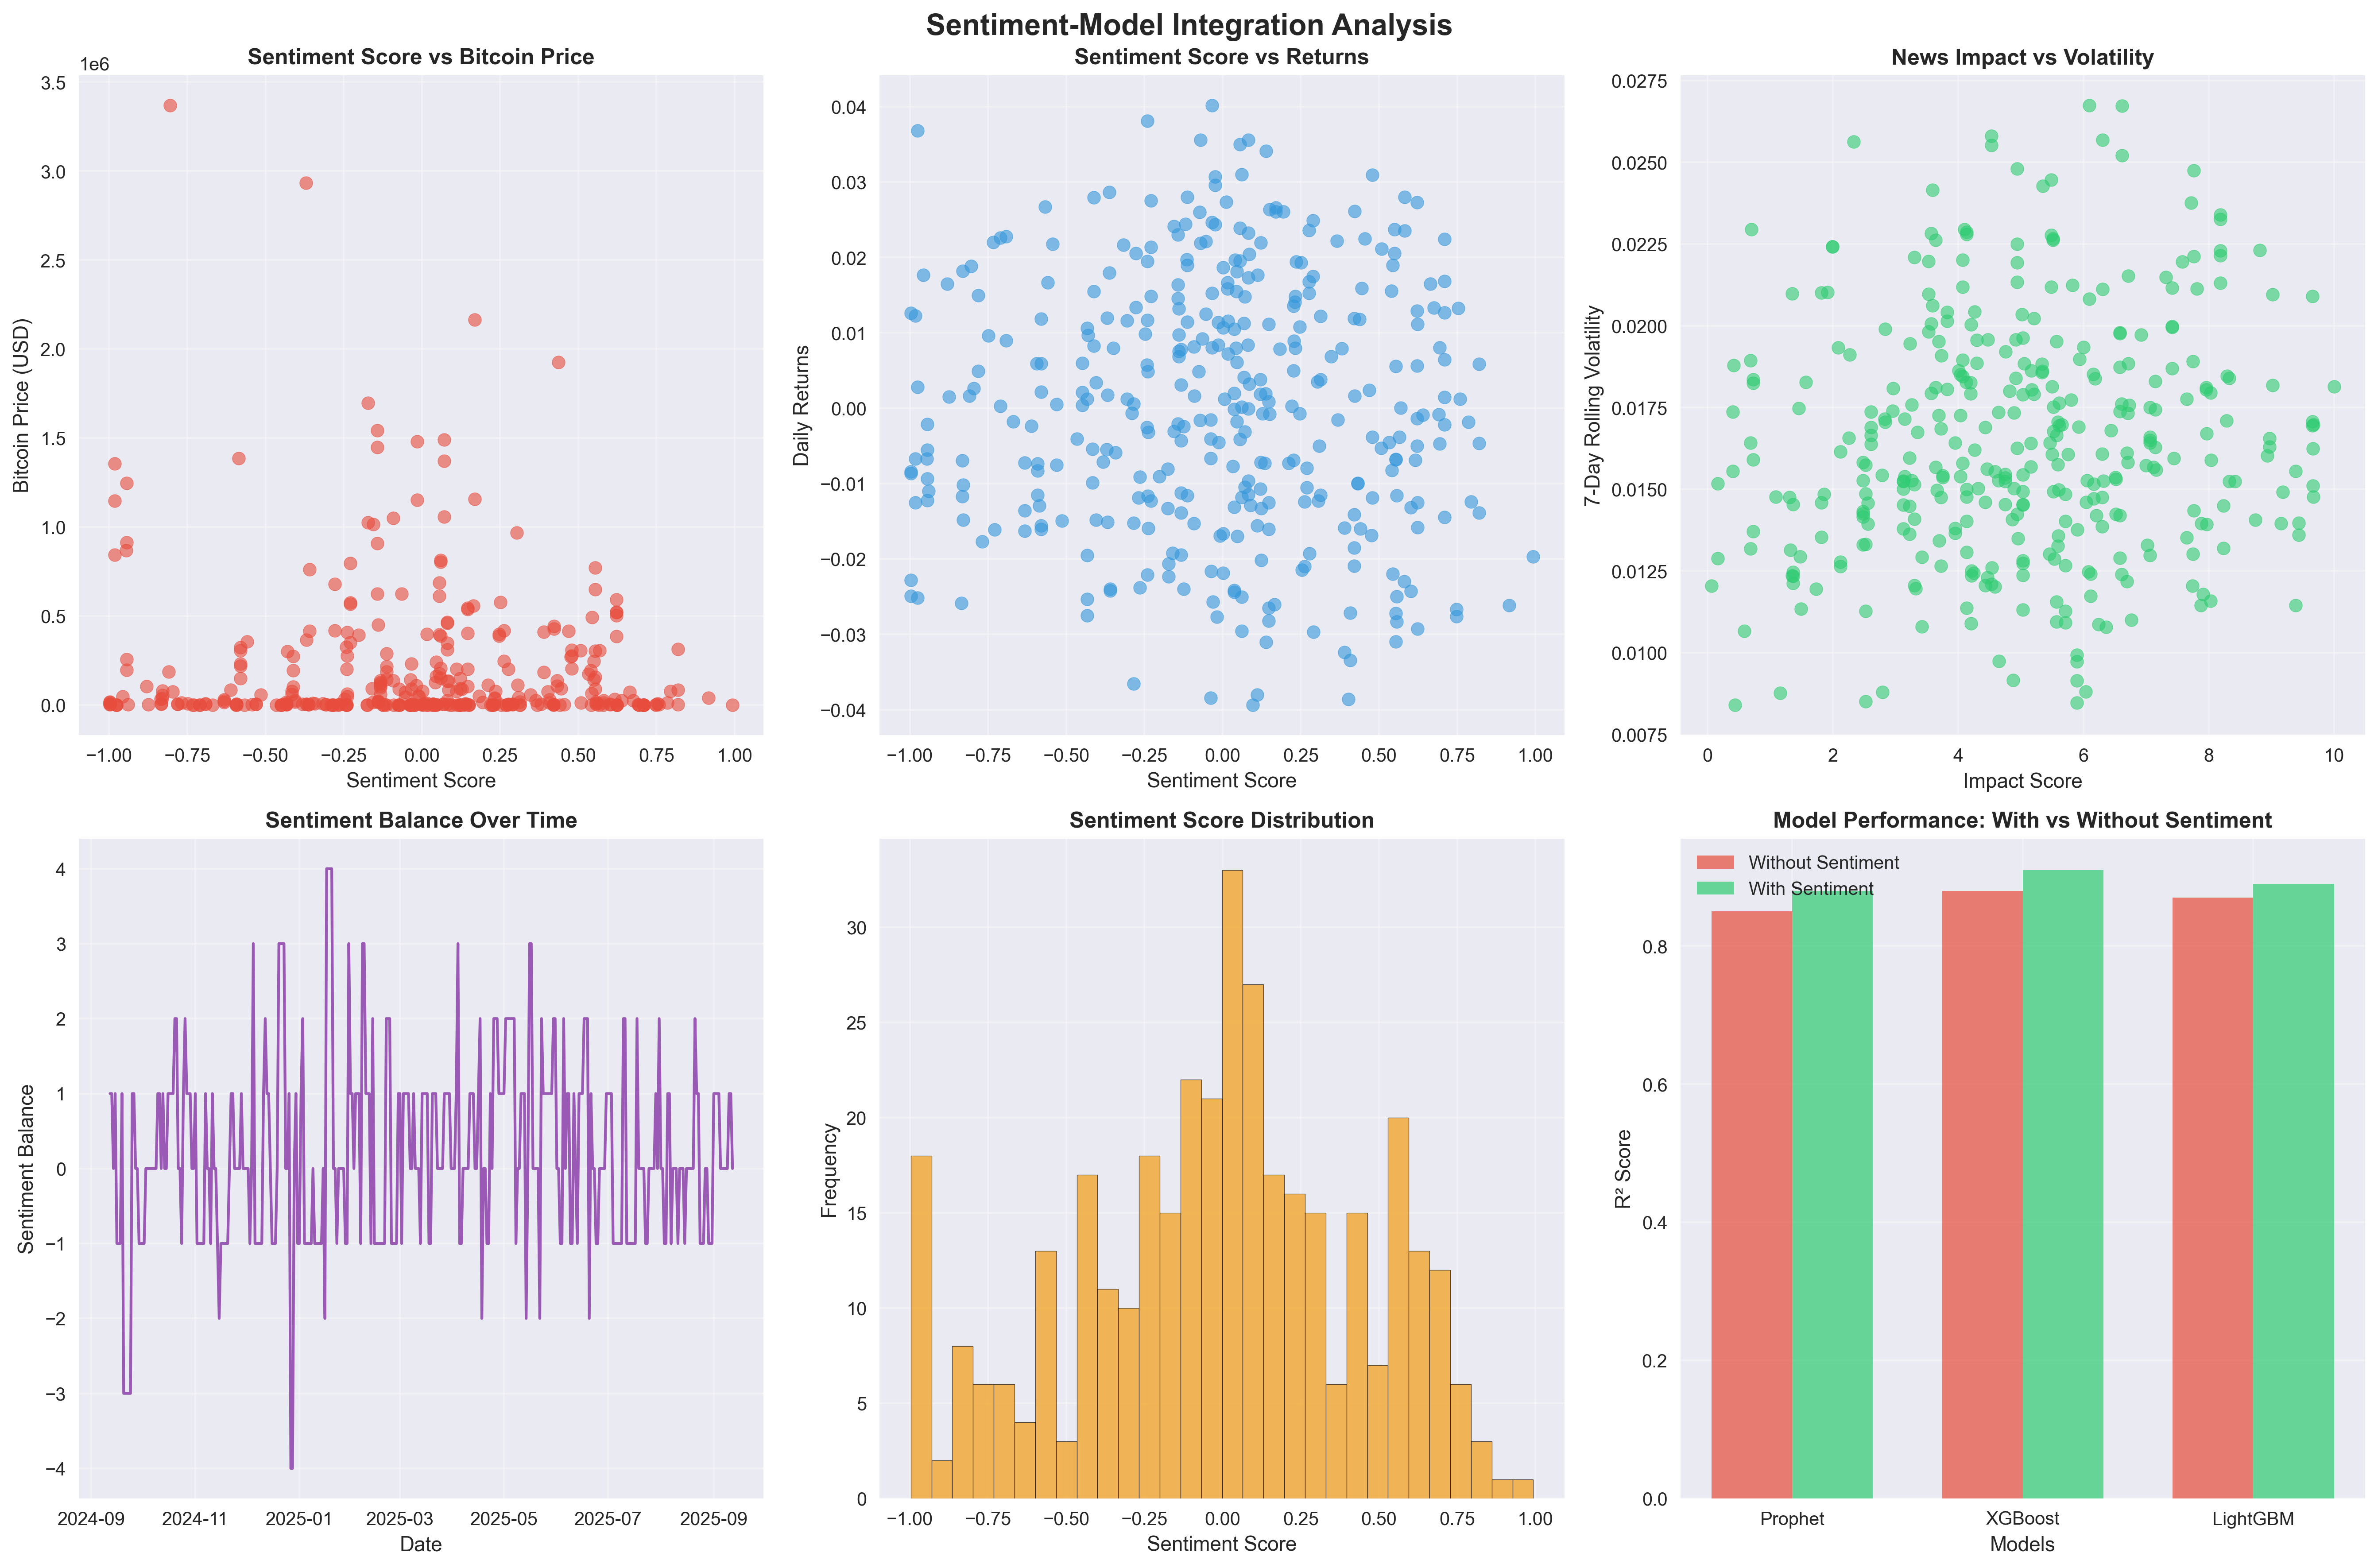 Sentiment-Model Integration Analysis
Sentiment Score vs Bitcoin Price
1e6
3.5
3.0
2.5
2.0
1.5
1.0
0.5
0.0
Bitcoin Price (USD)
−1.00 −0.75 −0.50 −0.25 0.00 0.25 0.50 0.75 1.00
Sentiment Score
Sentiment Score vs Returns
0.04
0.03
0.02
0.01
0.00
−0.01
−0.02
−0.03
−0.04
Daily Returns
−1.00 −0.75 −0.50 −0.25 0.00 0.25 0.50 0.75 1.00
Sentiment Score
News Impact vs Volatility
0.0275
0.0250
0.0225
0.0200
0.0175
0.0150
0.0125
0.0100
0.0075
7-Day Rolling Volatility
0 2 4 6 8 10
Impact Score
Sentiment Balance Over Time
4
3
2
1
0
−1
−2
−3
−4
Sentiment Balance
2024-09 2024-11 2025-01 2025-03 2025-05 2025-07 2025-09
Date
Sentiment Score Distribution
30
25
20
15
10
5
0
Frequency
−1.00 −0.75 −0.50 −0.25 0.00 0.25 0.50 0.75 1.00
Sentiment Score
Model Performance: With vs Without Sentiment
Without Sentiment
With Sentiment
0.8
0.6
0.4
0.2
0.0
R² Score
Prophet XGBoost LightGBM
Models